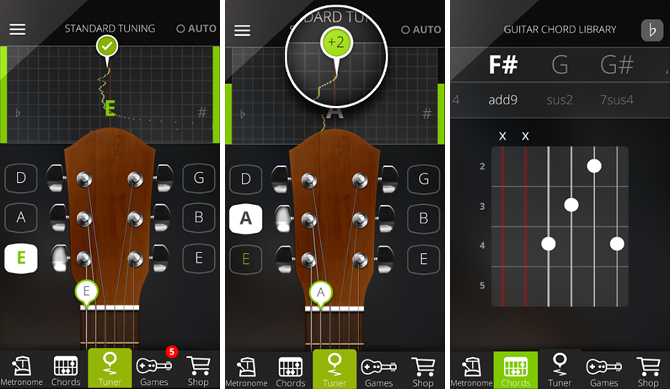 STANDARD TUNING AUTO
E
♭ #
D G
A B
E E
E
5
Metronome Chords Tuner Games Shop
+2
A
♭ #
D G
A B
E E
A
Metronome Chords Tuner Games Shop
GUITAR CHORD LIBRARY ♭
F# G G#
4 add9 sus2 7sus4
x x
2
3
4
5
Metronome Chords Tuner Games Shop